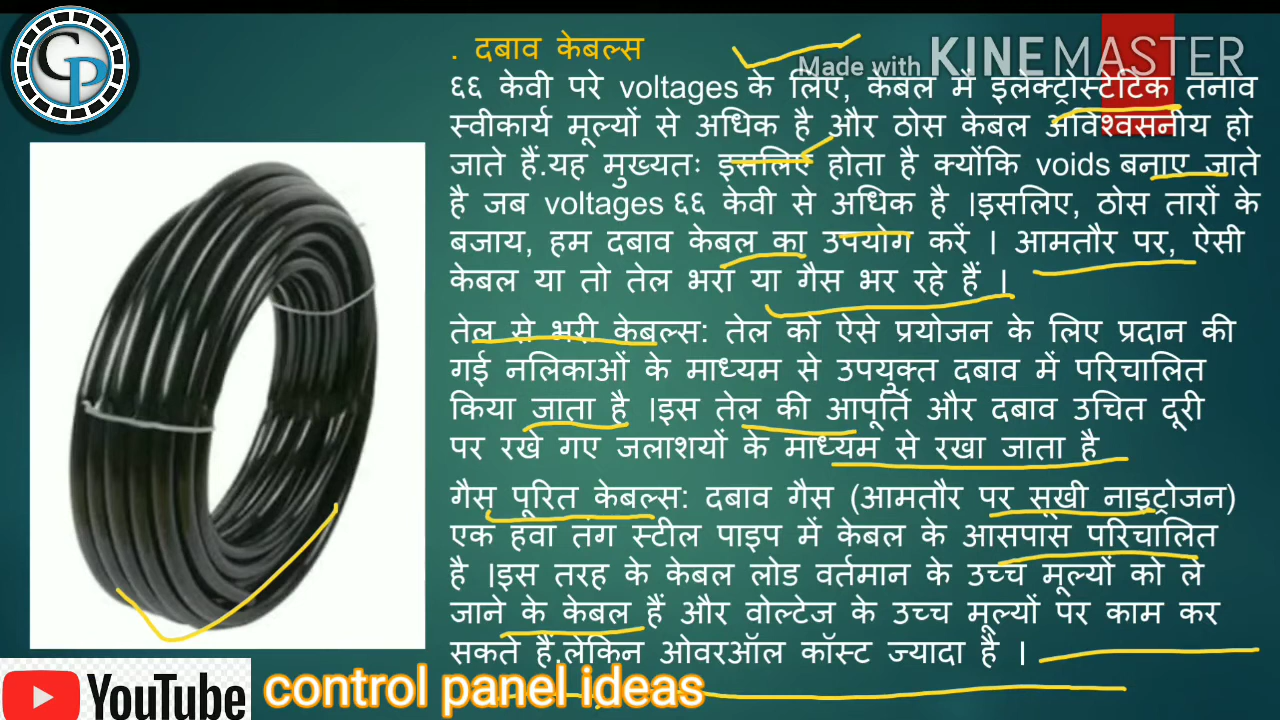 CP
. दबाव केबल्स
Made with KINEMASTER
६६ केवी परे voltages के लिए, केबल में इलेक्ट्रोस्टेटिक तनाव
स्वीकार्य मूल्यों से अधिक है और ठोस केबल अविश्वसनीय हो
जाते हैं.यह मुख्यतः इसलिए होता है क्योंकि voids बनाए जाते
है जब voltages ६६ केवी से अधिक है ।इसलिए, ठोस तारों के
बजाय, हम दबाव केबल का उपयोग करें । आमतौर पर, ऐसी
केबल या तो तेल भरा या गैस भर रहे हैं ।
तेल से भरी केबल्स: तेल को ऐसे प्रयोजन के लिए प्रदान की
गई नलिकाओं के माध्यम से उपयुक्त दबाव में परिचालित
किया जाता है ।इस तेल की आपूर्ति और दबाव उचित दूरी
पर रखे गए जलाशयों के माध्यम से रखा जाता है
गैस पूरित केबल्स: दबाव गैस (आमतौर पर सूखी नाइट्रोजन)
एक हवा तंग स्टील पाइप में केबल के आसपास परिचालित
है ।इस तरह के केबल लोड वर्तमान के उच्च मूल्यों को ले
जाने के केबल हैं और वोल्टेज के उच्च मूल्यों पर काम कर
सकते हैं.लेकिन ओवरऑल कॉस्ट ज्यादा है ।
YouTube control panel ideas